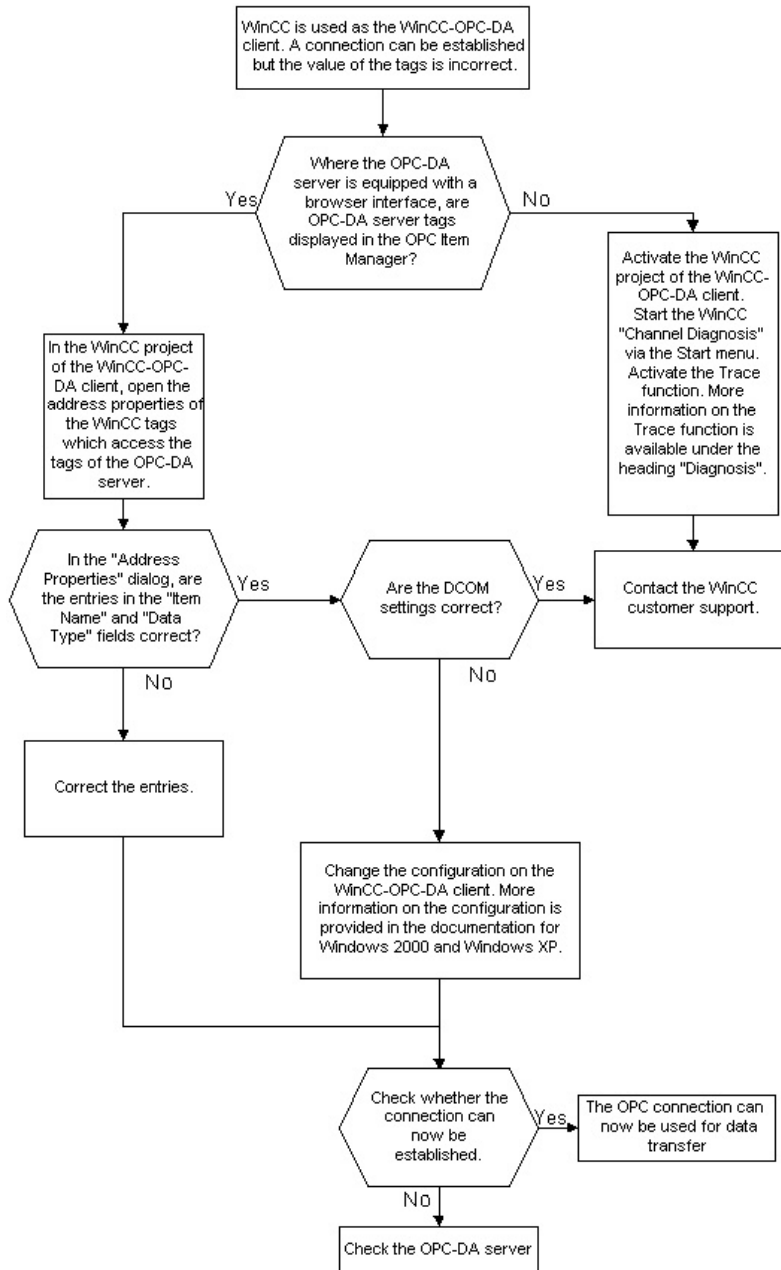 WinCC is used as the WinCC-OPC-DA
client. A connection can be established
but the value of the tags is incorrect.
Where the OPC-DA
server is equipped with a
browser interface, are
OPC-DA server tags
displayed in the OPC Item
Manager?
Yes
No
Activate the WinCC
project of the WinCC-
OPC-DA client.
Start the WinCC
"Channel Diagnosis"
via the Start menu.
Activate the Trace
function. More
information on the
Trace function is
available under the
heading "Diagnosis".
In the WinCC project
of the WinCC-OPC-
DA client, open the
address properties of
the WinCC tags
which access the
tags of the OPC-DA
server.
In the "Address
Properties" dialog, are
the entries in the "Item
Name" and "Data
Type" fields correct?
Yes
Are the DCOM
settings correct?
Yes
Contact the WinCC
customer support.
No
No
Correct the entries.
Change the configuration on the
WinCC-OPC-DA client. More
information on the configuration is
provided in the documentation for
Windows 2000 and Windows XP.
Check whether the
connection can
now be
established.
Yes
The OPC connection can
now be used for data
transfer
No
Check the OPC-DA server